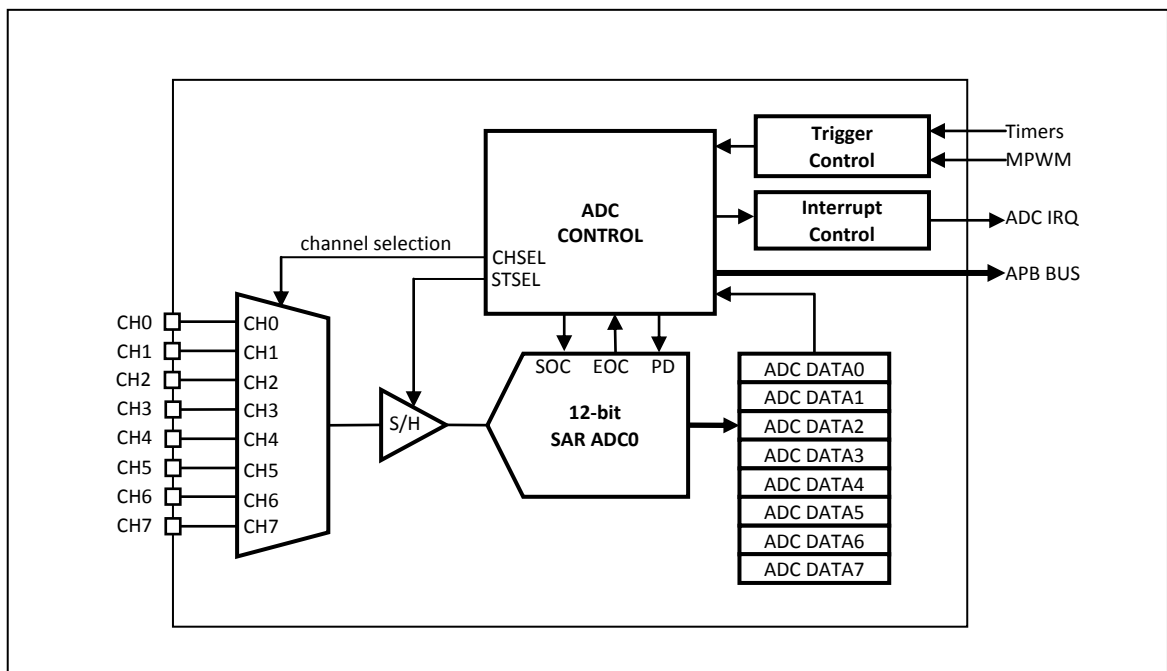 Trigger
Control
Timers
MPWM
Interrupt
Control
ADC IRQ
ADC
CONTROL
channel selection
CHSEL
STSEL
APB BUS
CH0
CH1
CH2
CH3
CH4
CH5
CH6
CH7
CH0
CH1
CH2
CH3
CH4
CH5
CH6
CH7
S/H
SOC
EOC
PD
12-bit
SAR ADC0
ADC DATA0
ADC DATA1
ADC DATA2
ADC DATA3
ADC DATA4
ADC DATA5
ADC DATA6
ADC DATA7